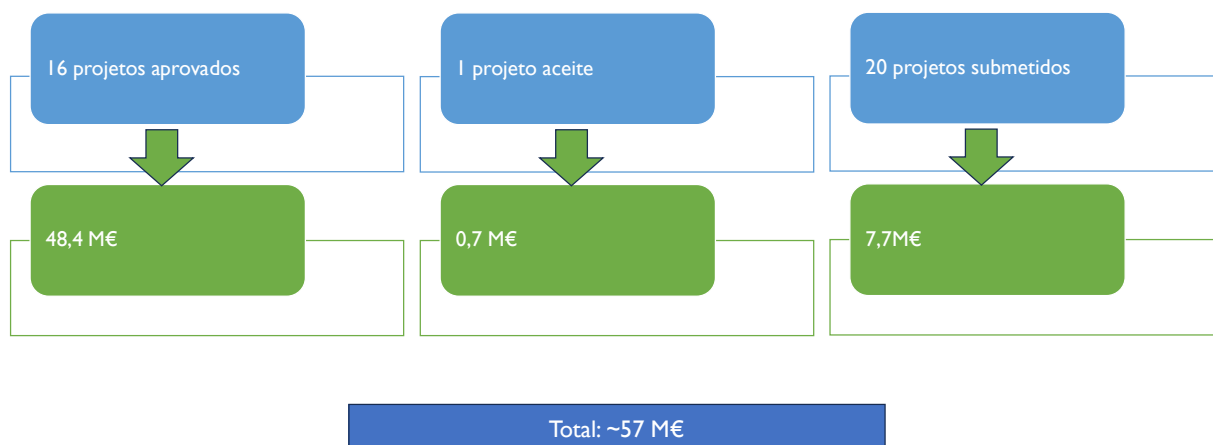 16 projetos aprovados
1 projeto aceite
20 projetos submetidos
48,4 M€
0,7 M€
7,7M€
Total: ~57 M€